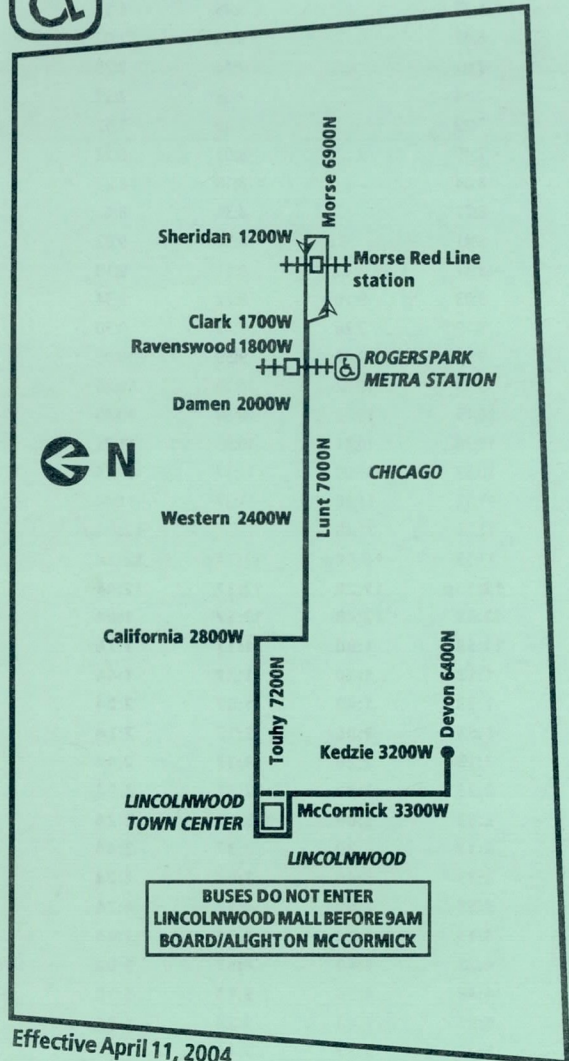 Morse 6900N
Sheridan 1200W
Morse Red Line
station
Clark 1700W
Ravenswood 1800W
ROGERS PARK
METRA STATION
Damen 2000W
N
Lunt 7000N
CHICAGO
Western 2400W
California 2800W
Touhy 7200N
Devon 6400N
Kedzie 3200W
LINCOLNWOOD
TOWN CENTER
McCormick 3300W
LINCOLNWOOD
BUSES DO NOT ENTER
LINCOLNWOOD MALL BEFORE 9AM
BOARD/ALIGHT ON MCCORMICK
Effective April 11, 2004